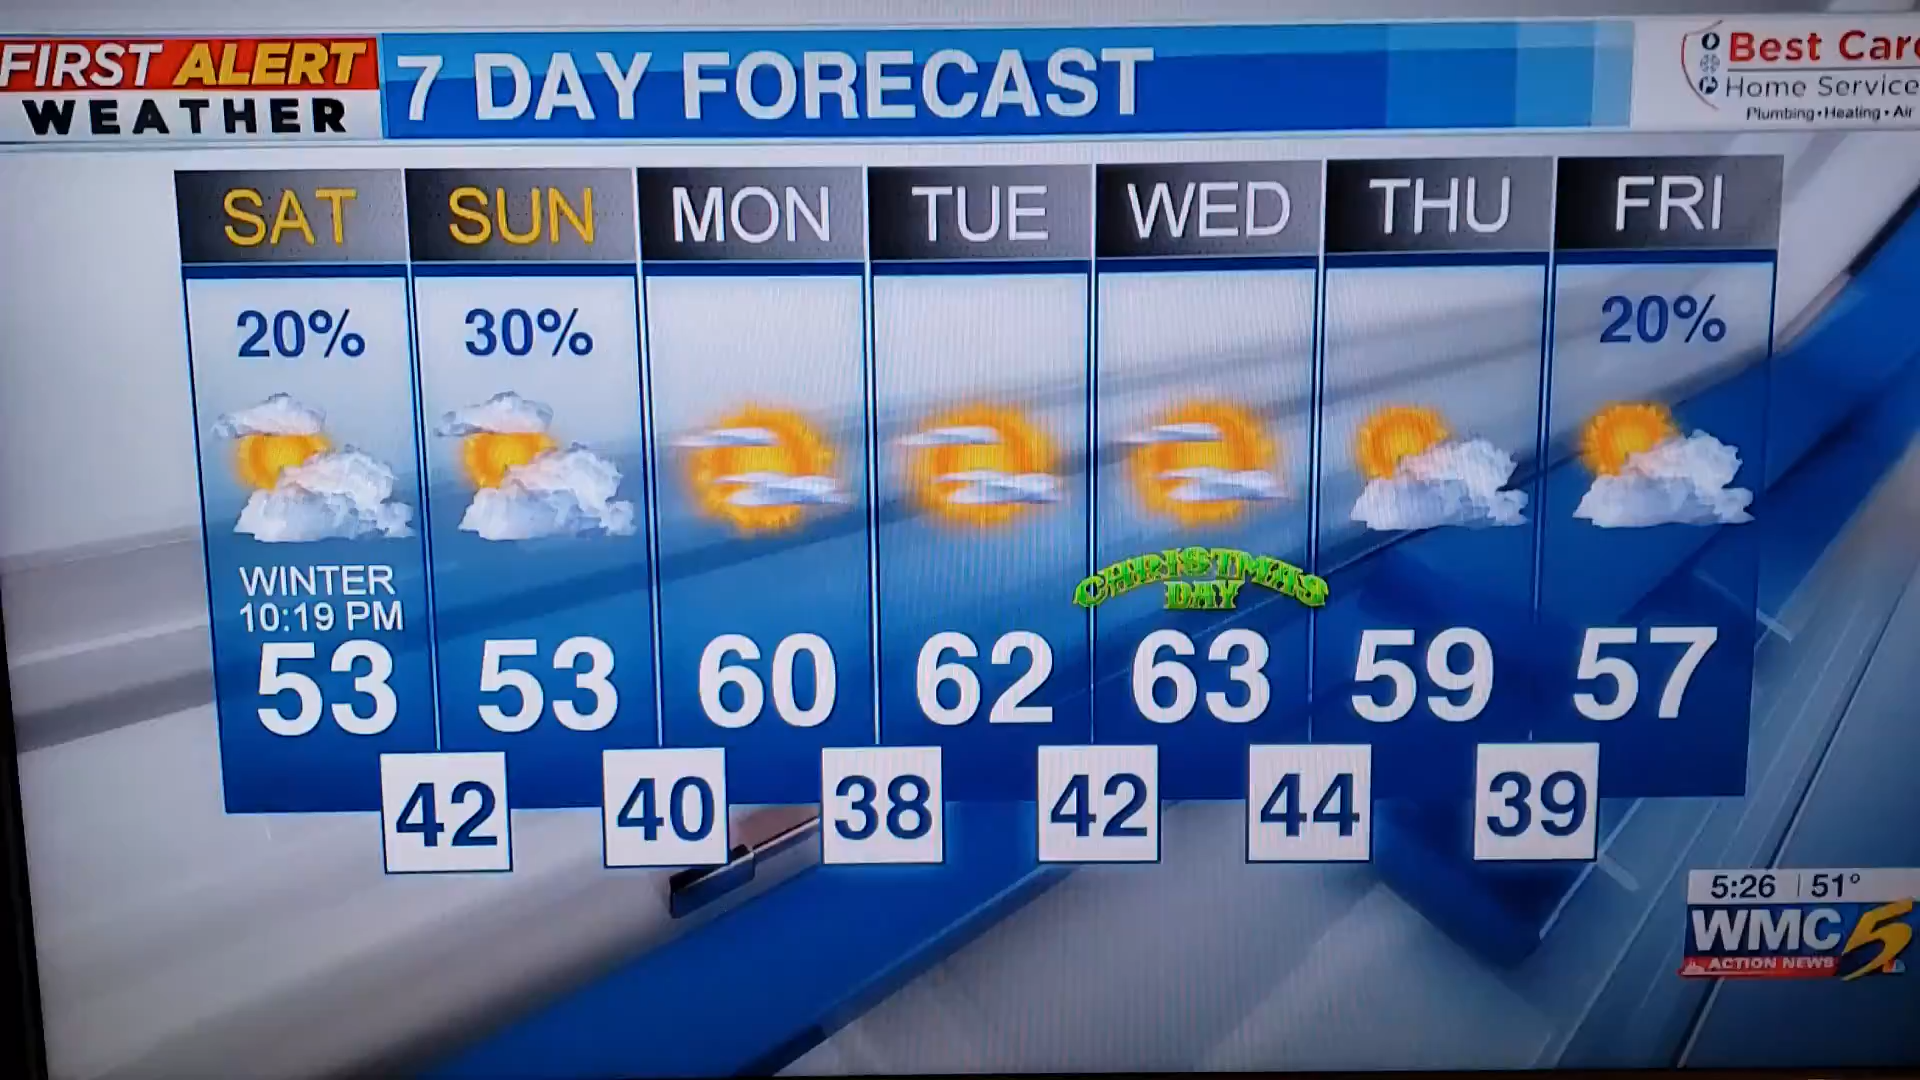 FIRST ALERT
WEATHER
7 DAY FORECAST
Best Care
Home Service
Plumbing • Heating • Air
SAT SUN MON TUE WED THU FRI
20% 30% 20%
WINTER
10:19 PM
CHRISTMAS
DAY
53 53 60 62 63 59 57
42 40 38 42 44 39
5:26 51°
WMC 5
ACTION NEWS